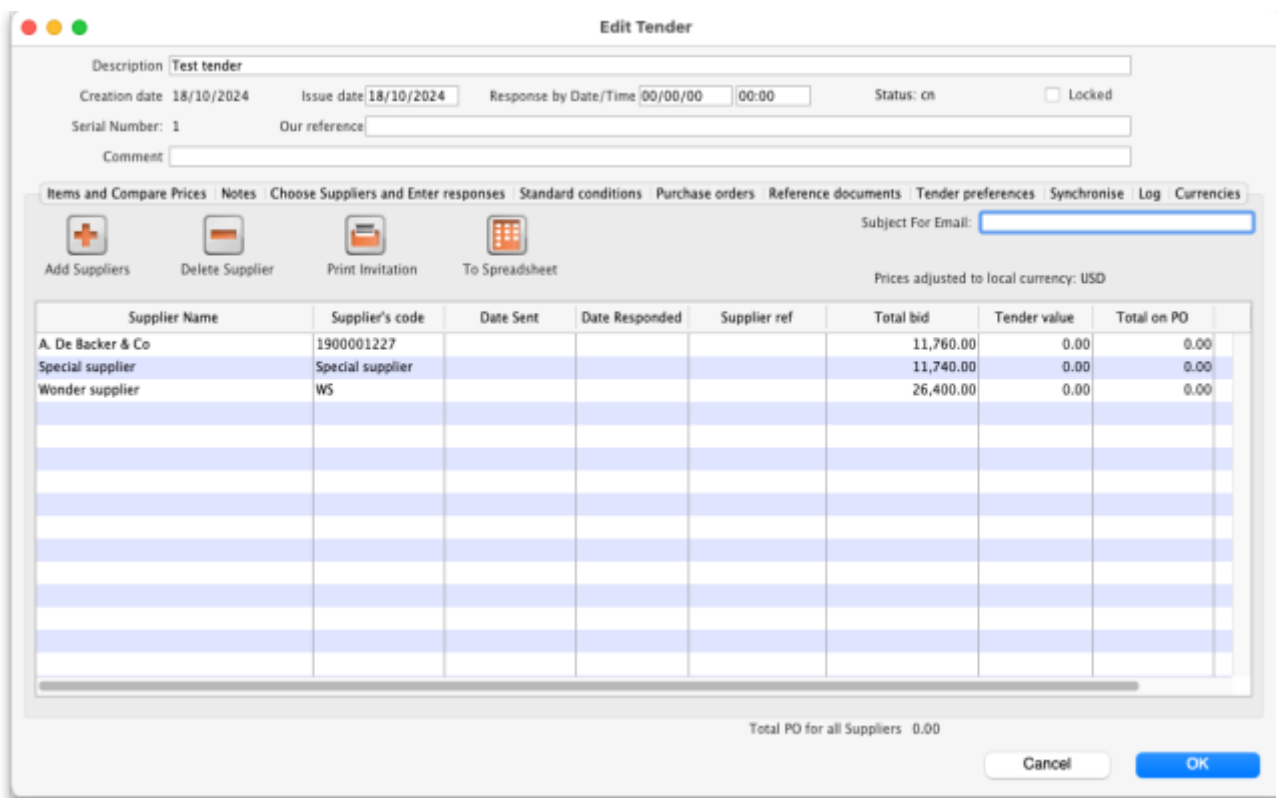 Edit Tender
Description Test tender
Creation date 18/10/2024 Issue date 18/10/2024 Response by Date/Time 00/00/00 00:00 Status: cn Locked
Serial Number: 1 Our reference
Comment
Items and Compare Prices Notes Choose Suppliers and Enter responses Standard conditions Purchase orders Reference documents Tender preferences Synchronise Log Currencies
Subject For Email:
Add Suppliers Delete Supplier Print Invitation To Spreadsheet
Prices adjusted to local currency: USD
Supplier Name Supplier's code Date Sent Date Responded Supplier ref Total bid Tender value Total on PO
A. De Backer & Co 1900001227 11,760.00 0.00 0.00
Special supplier Special supplier 11,740.00 0.00 0.00
Wonder supplier WS 26,400.00 0.00 0.00
Total PO for all Suppliers 0.00
Cancel OK